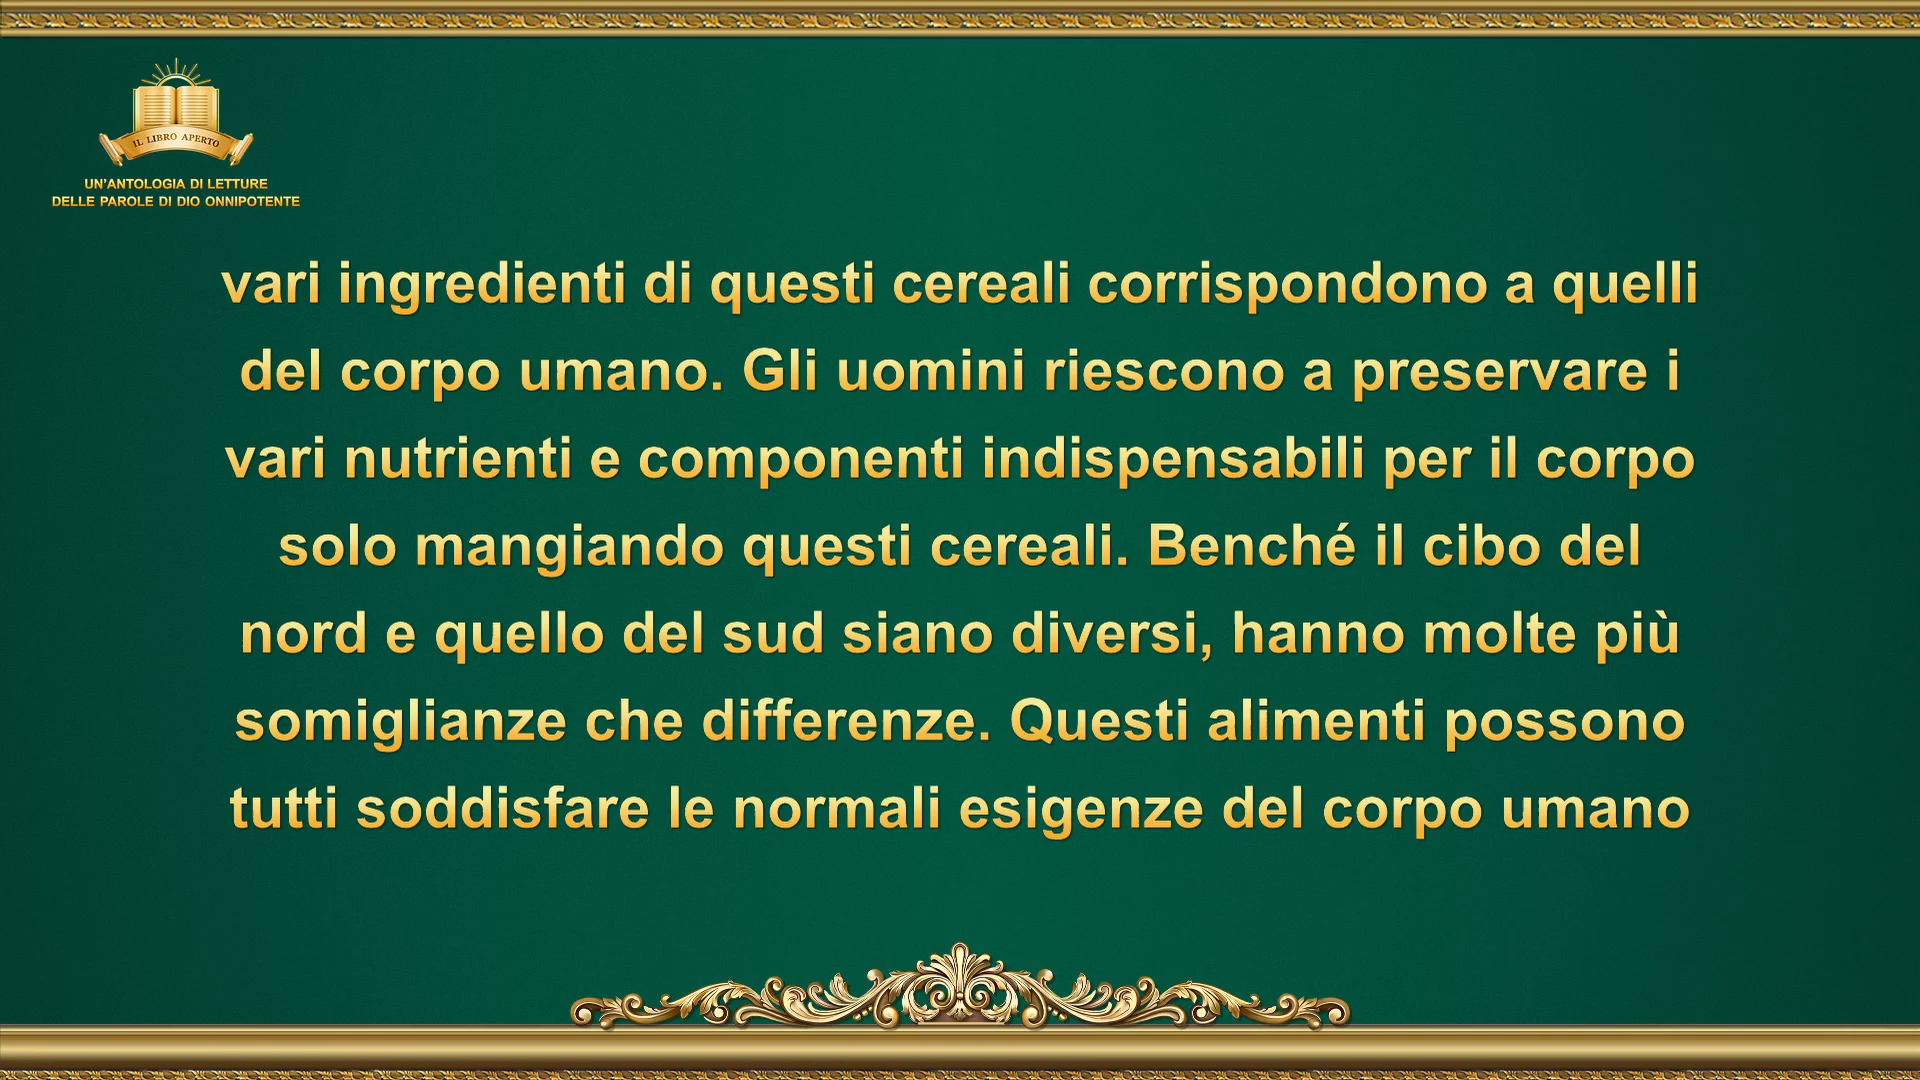 IL LIBRO APERTO
UN'ANTOLOGIA DI LETTURE
DELLE PAROLE DI DIO ONNIPOTENTE
vari ingredienti di questi cereali corrispondono a quelli
del corpo umano. Gli uomini riescono a preservare i
vari nutrienti e componenti indispensabili per il corpo
solo mangiando questi cereali. Benché il cibo del
nord e quello del sud siano diversi, hanno molte più
somiglianze che differenze. Questi alimenti possono
tutti soddisfare le normali esigenze del corpo umano